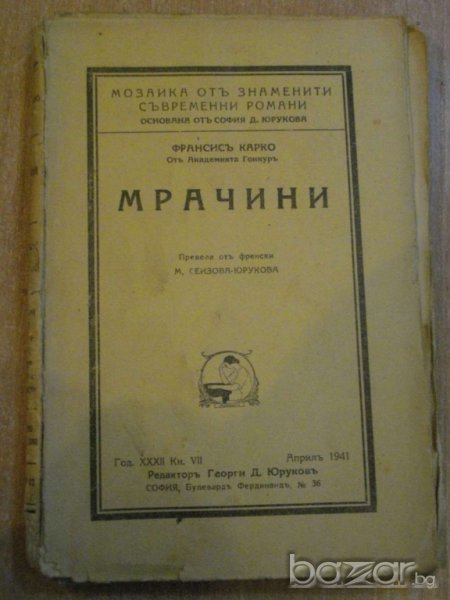 МОЗАИКА ОТЪ ЗНАМЕНИТИ
СЪВРЕМЕННИ РОМАНИ
ОСНОВАНА ОТЪ СОФИЯ Д. ЮРУКОВА
ФРАНСИСЪ КАРКО
Отъ Академията Гонкуръ
МРАЧИНИ
Превела отъ френски
М. СЕИЗОВА-ЮРУКОВА
Год. XXXII Кн. VII Априлъ 1941
Редакторъ Георги Д. Юруковъ
СОФИЯ, Булевардъ Фердинандъ, № 36
bazar.bg